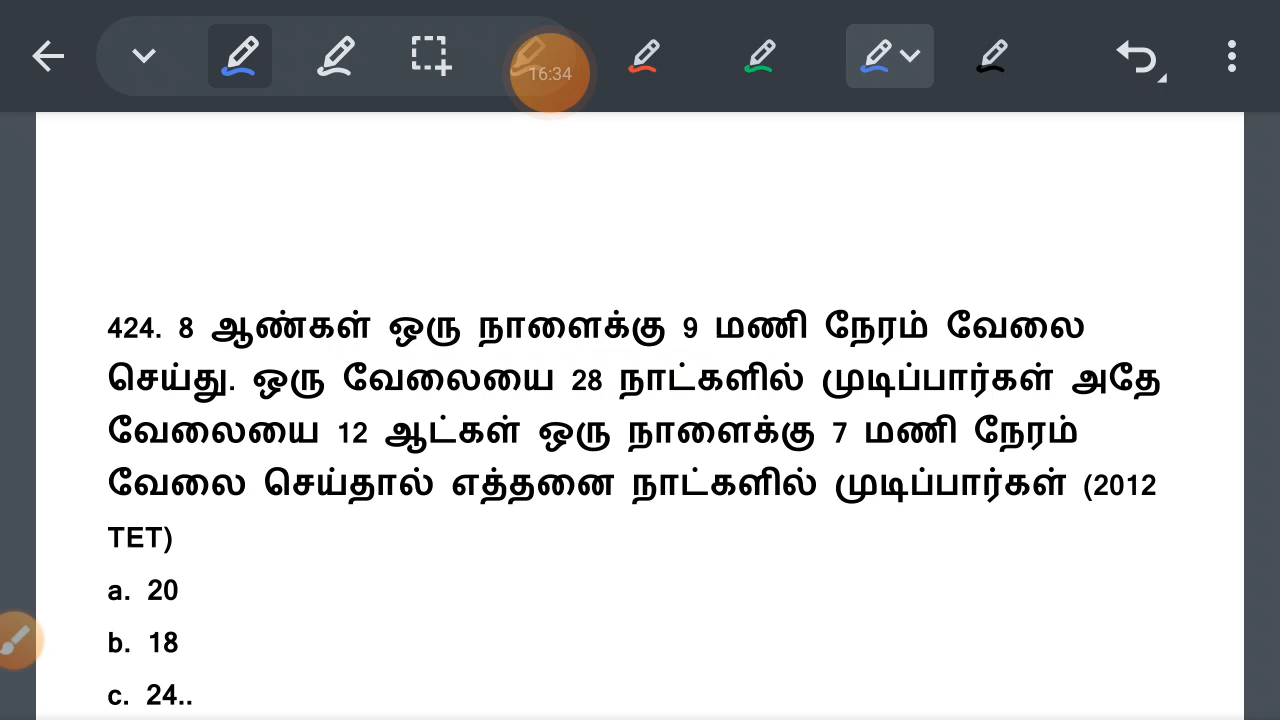 16:34
424. 8 ஆண்கள் ஒரு நாளைக்கு 9 மணி நேரம் வேலை
செய்து. ஒரு வேலையை 28 நாட்களில் முடிப்பார்கள் அதே
வேலையை 12 ஆட்கள் ஒரு நாளைக்கு 7 மணி நேரம்
வேலை செய்தால் எத்தனை நாட்களில் முடிப்பார்கள் (2012
TET)
a. 20
b. 18
c. 24..